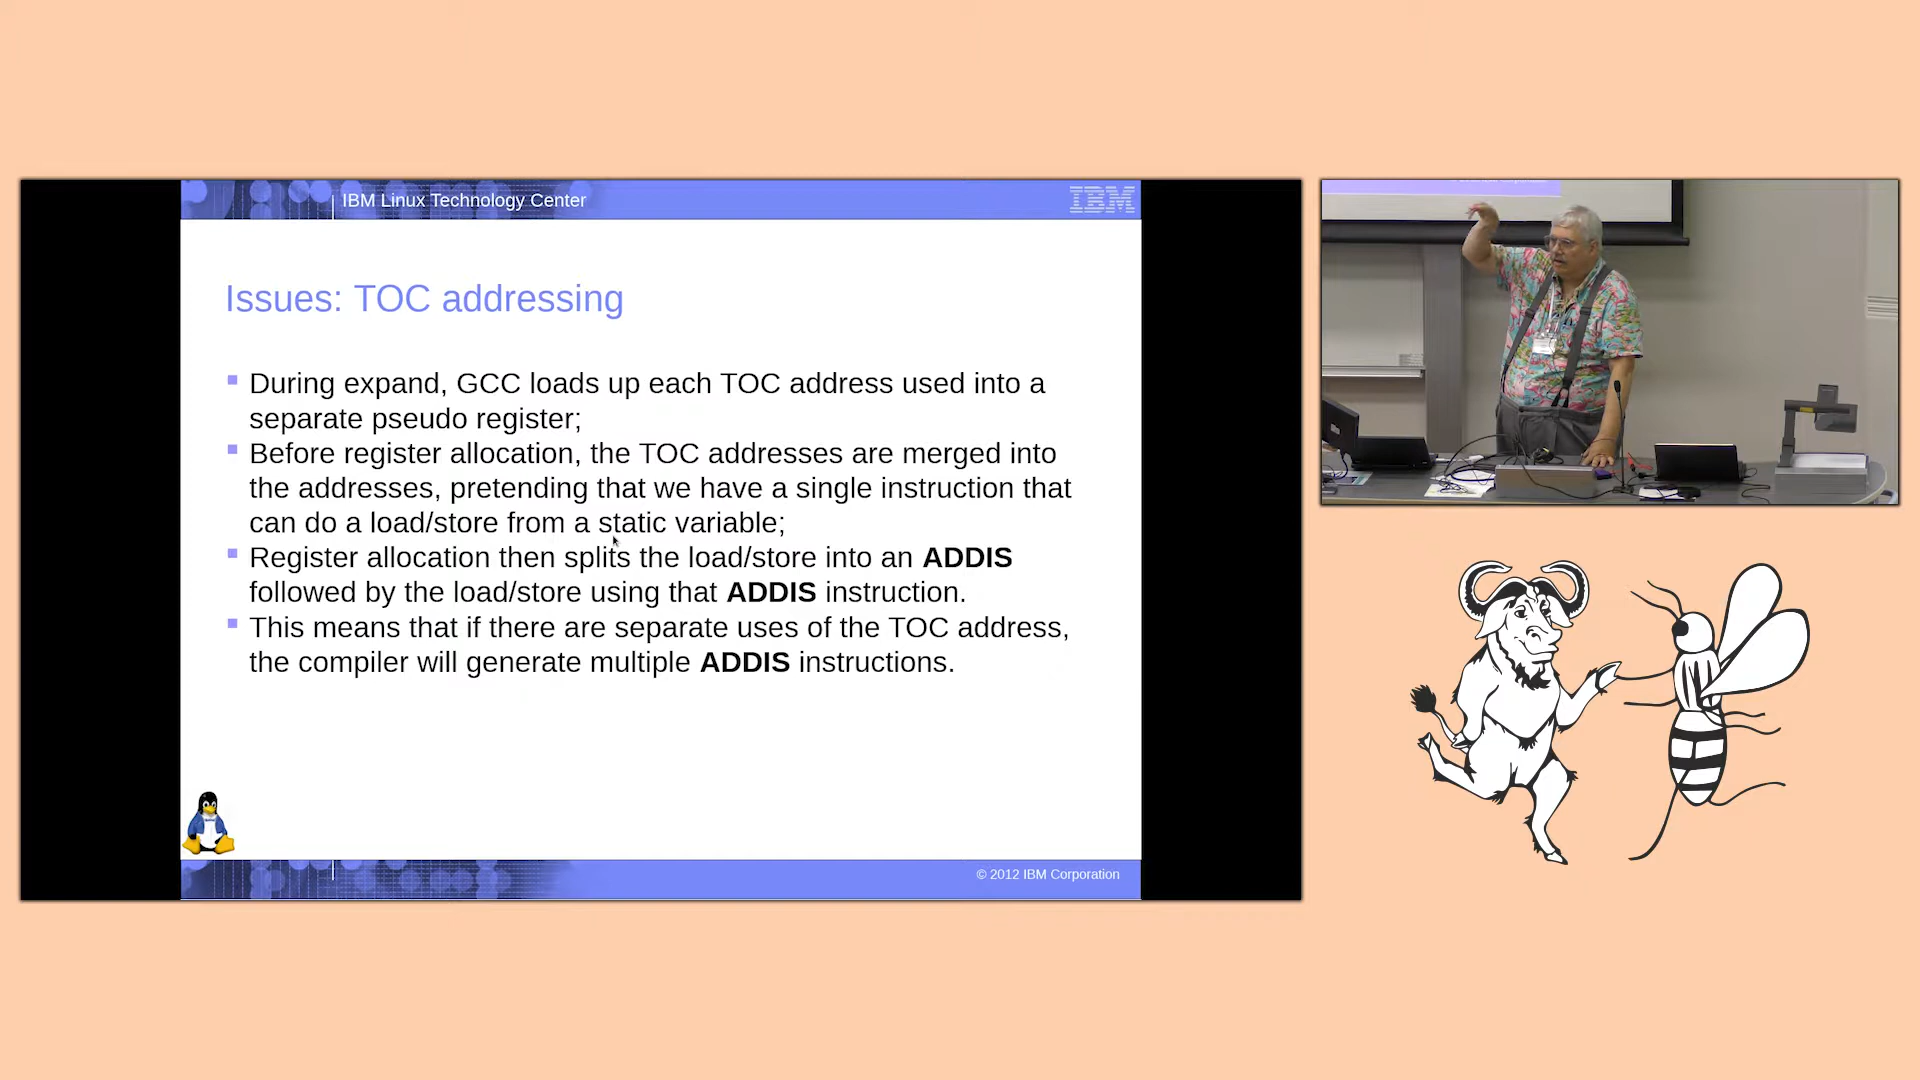 IBM Linux Technology Center
IBM
Issues: TOC addressing
During expand, GCC loads up each TOC address used into a
separate pseudo register;
Before register allocation, the TOC addresses are merged into
the addresses, pretending that we have a single instruction that
can do a load/store from a static variable;
Register allocation then splits the load/store into an ADDIS
followed by the load/store using that ADDIS instruction.
This means that if there are separate uses of the TOC address,
the compiler will generate multiple ADDIS instructions.
© 2012 IBM Corporation